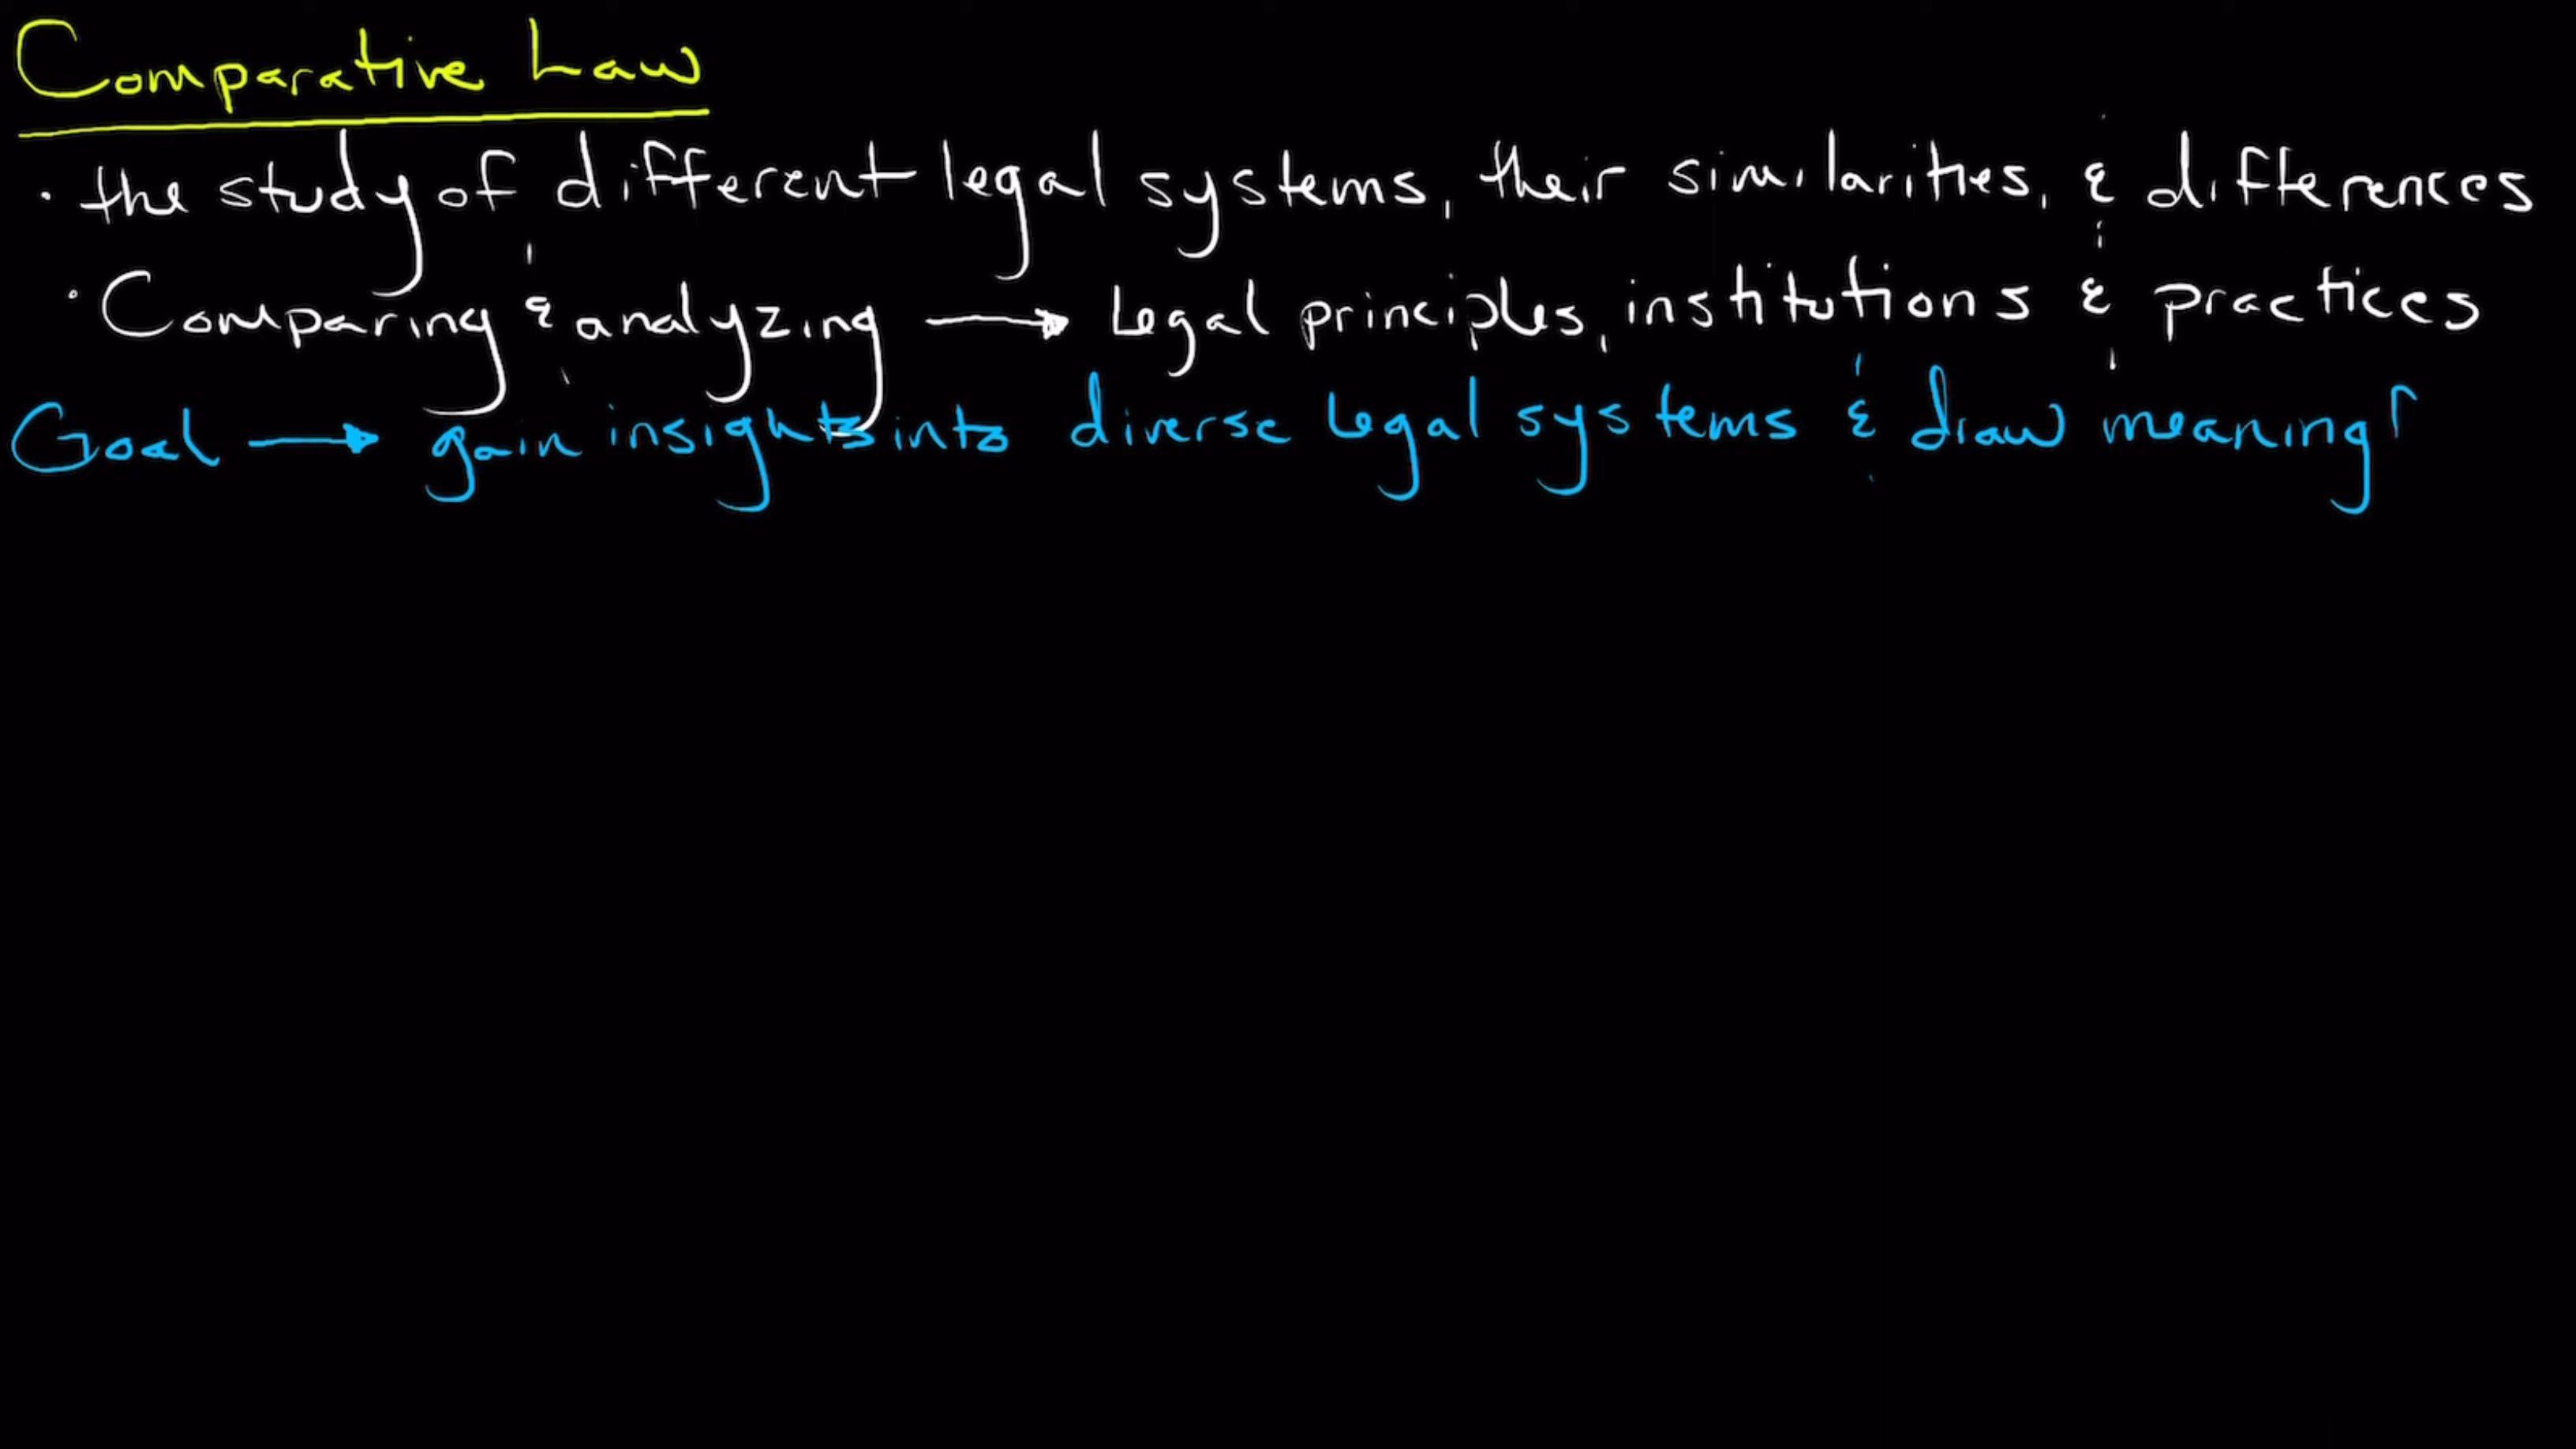 Comparative Law
· the study of different legal systems, their similarities, & differences
· Comparing & analyzing → Legal principles, institutions & practices
Goal → gain insights into diverse legal systems & draw meaningf